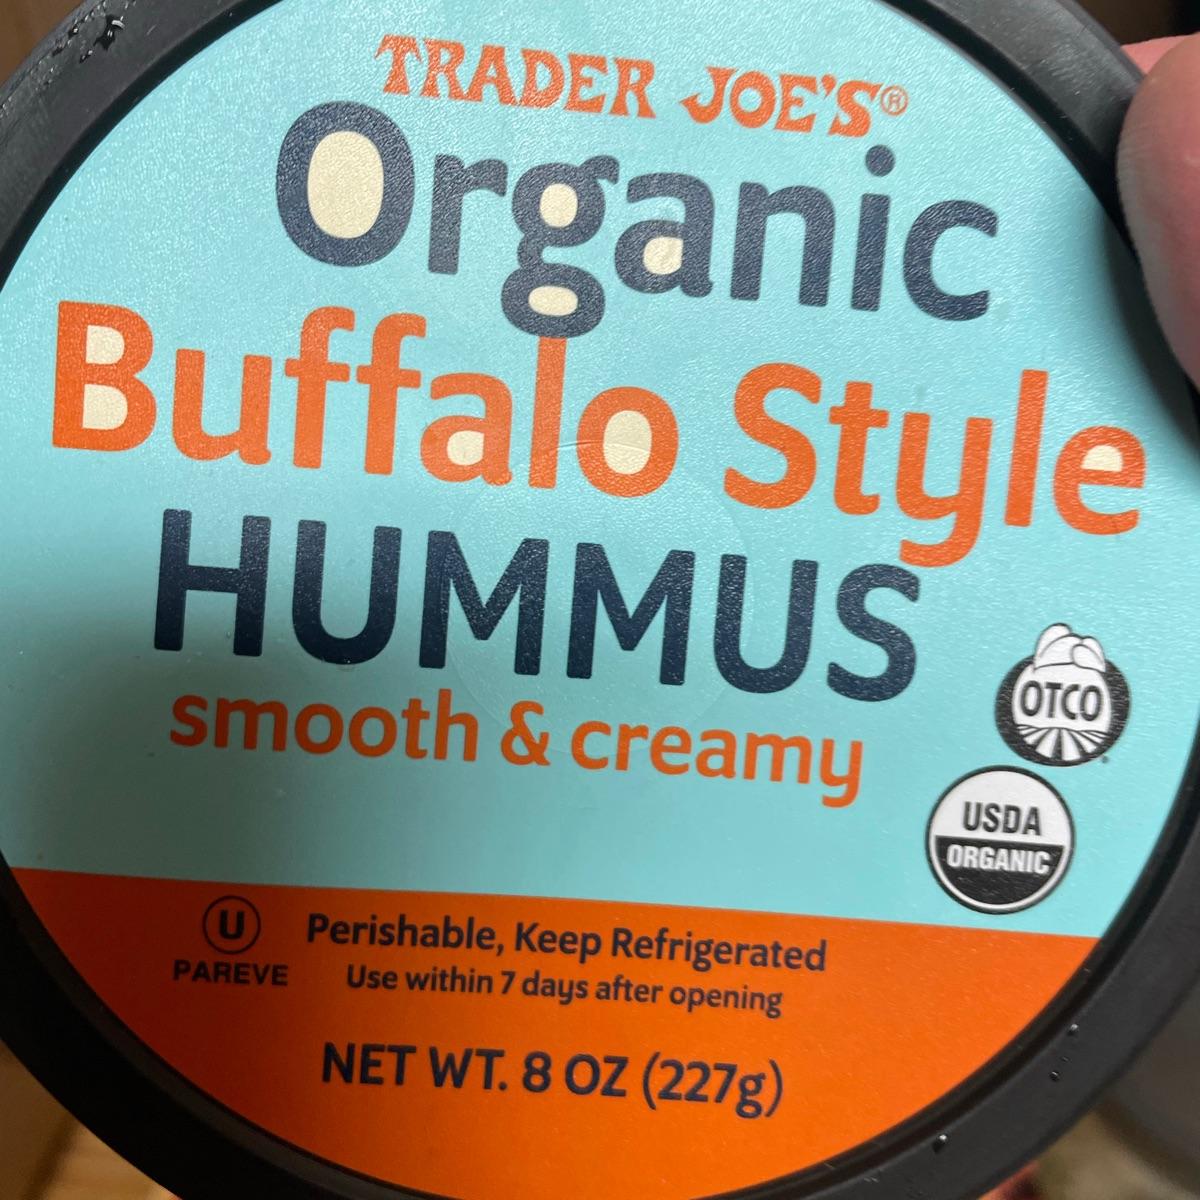 TRADER JOE'S®
Organic
Buffalo Style
HUMMUS
smooth & creamy
OTCO
USDA
ORGANIC
U
PAREVE
Perishable, Keep Refrigerated
Use within 7 days after opening
NET WT. 8 OZ (227g)